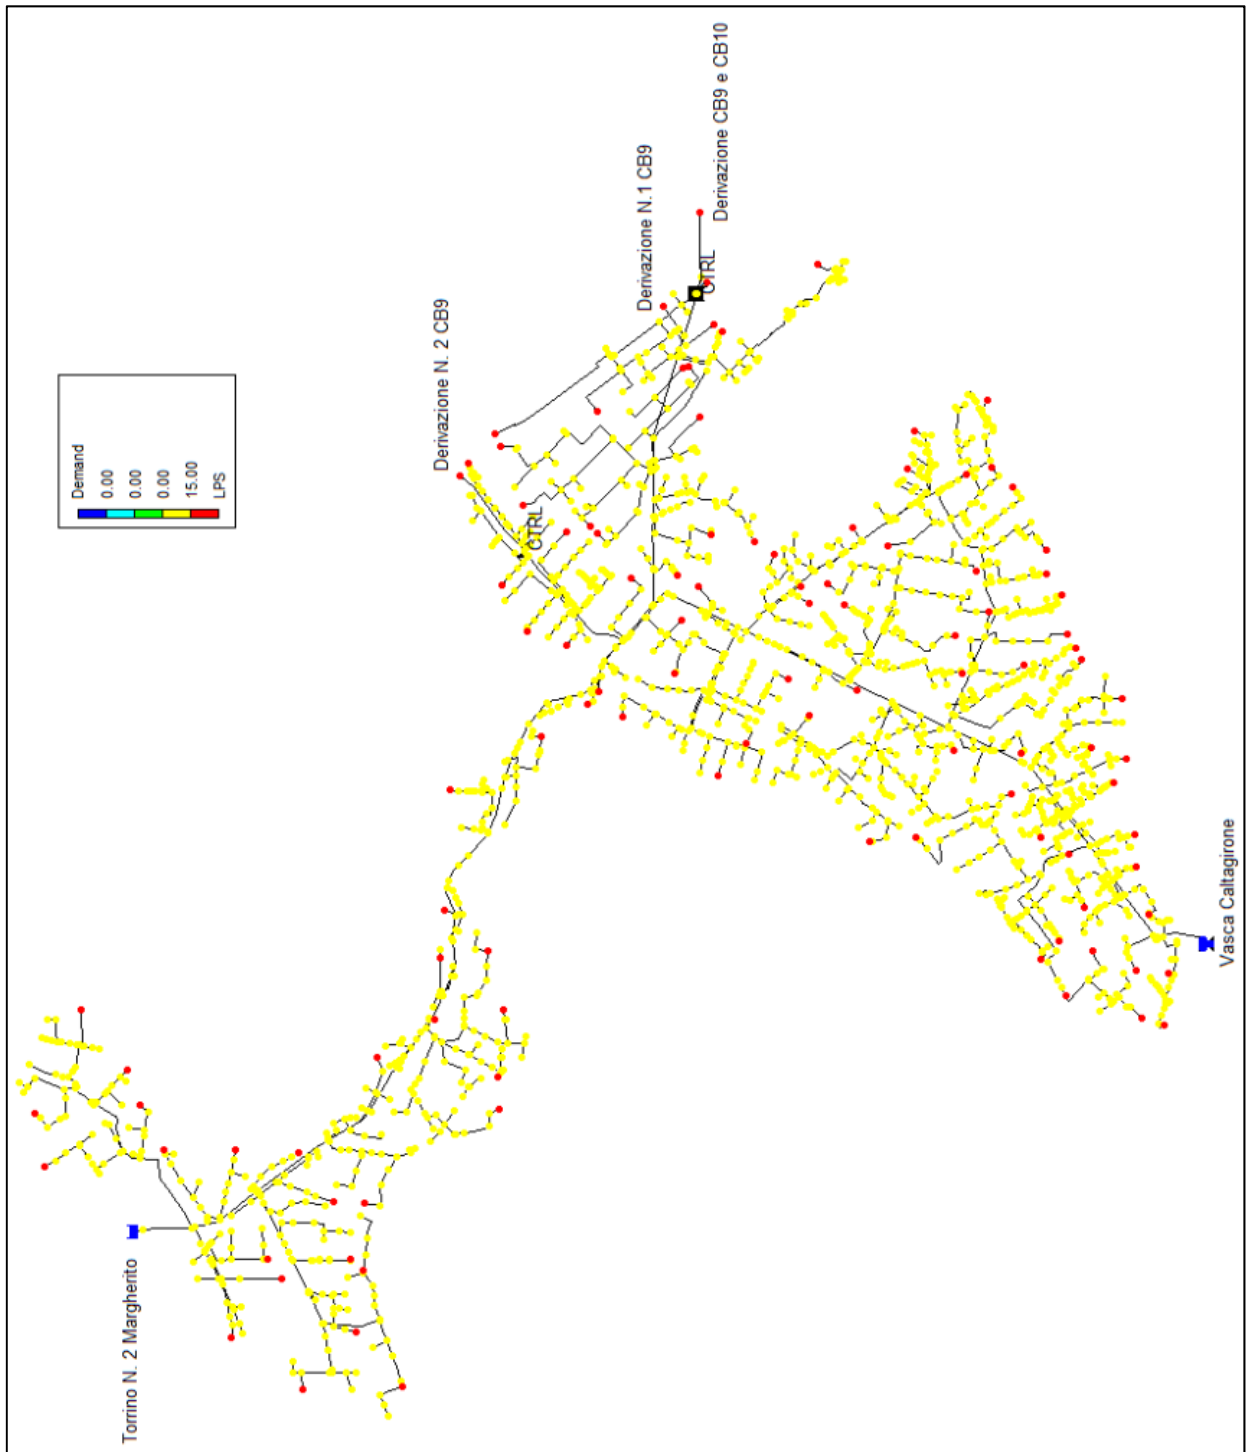 Demand
0.00
0.00
0.00
15.00
LPS
Derivazione CB9 e CB10
Derivazione N.1 CB9
CTRL
Derivazione N. 2 CB9
CTRL
Torrino N. 2 Margherito
Vasca Caltagirone